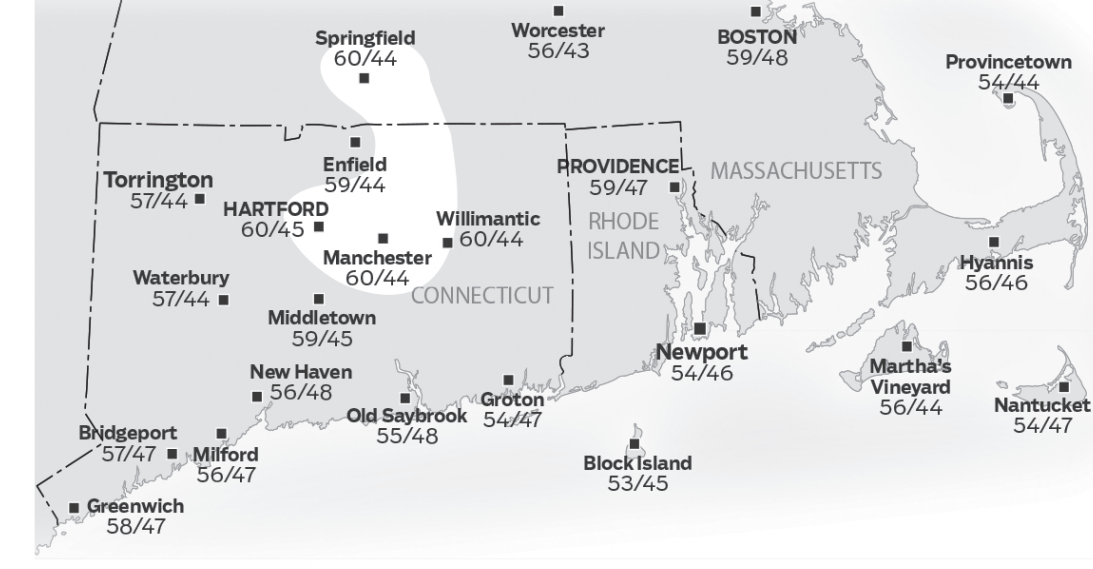 Worcester
56/43
BOSTON
59/48
Springfield
60/44
Provincetown
54/44
Enfield
59/44
PROVIDENCE
59/47
MASSACHUSETTS
Torrington
57/44
HARTFORD
60/45
Willimantic
60/44
RHODE
ISLAND
Manchester
60/44
Hyannis
56/46
Waterbury
57/44
CONNECTICUT
Middletown
59/45
Newport
54/46
New Haven
56/48
Martha's
Vineyard
56/44
Groton
54/47
Old Saybrook
55/48
Nantucket
54/47
Bridgeport
57/47
Milford
56/47
Block Island
53/45
Greenwich
58/47